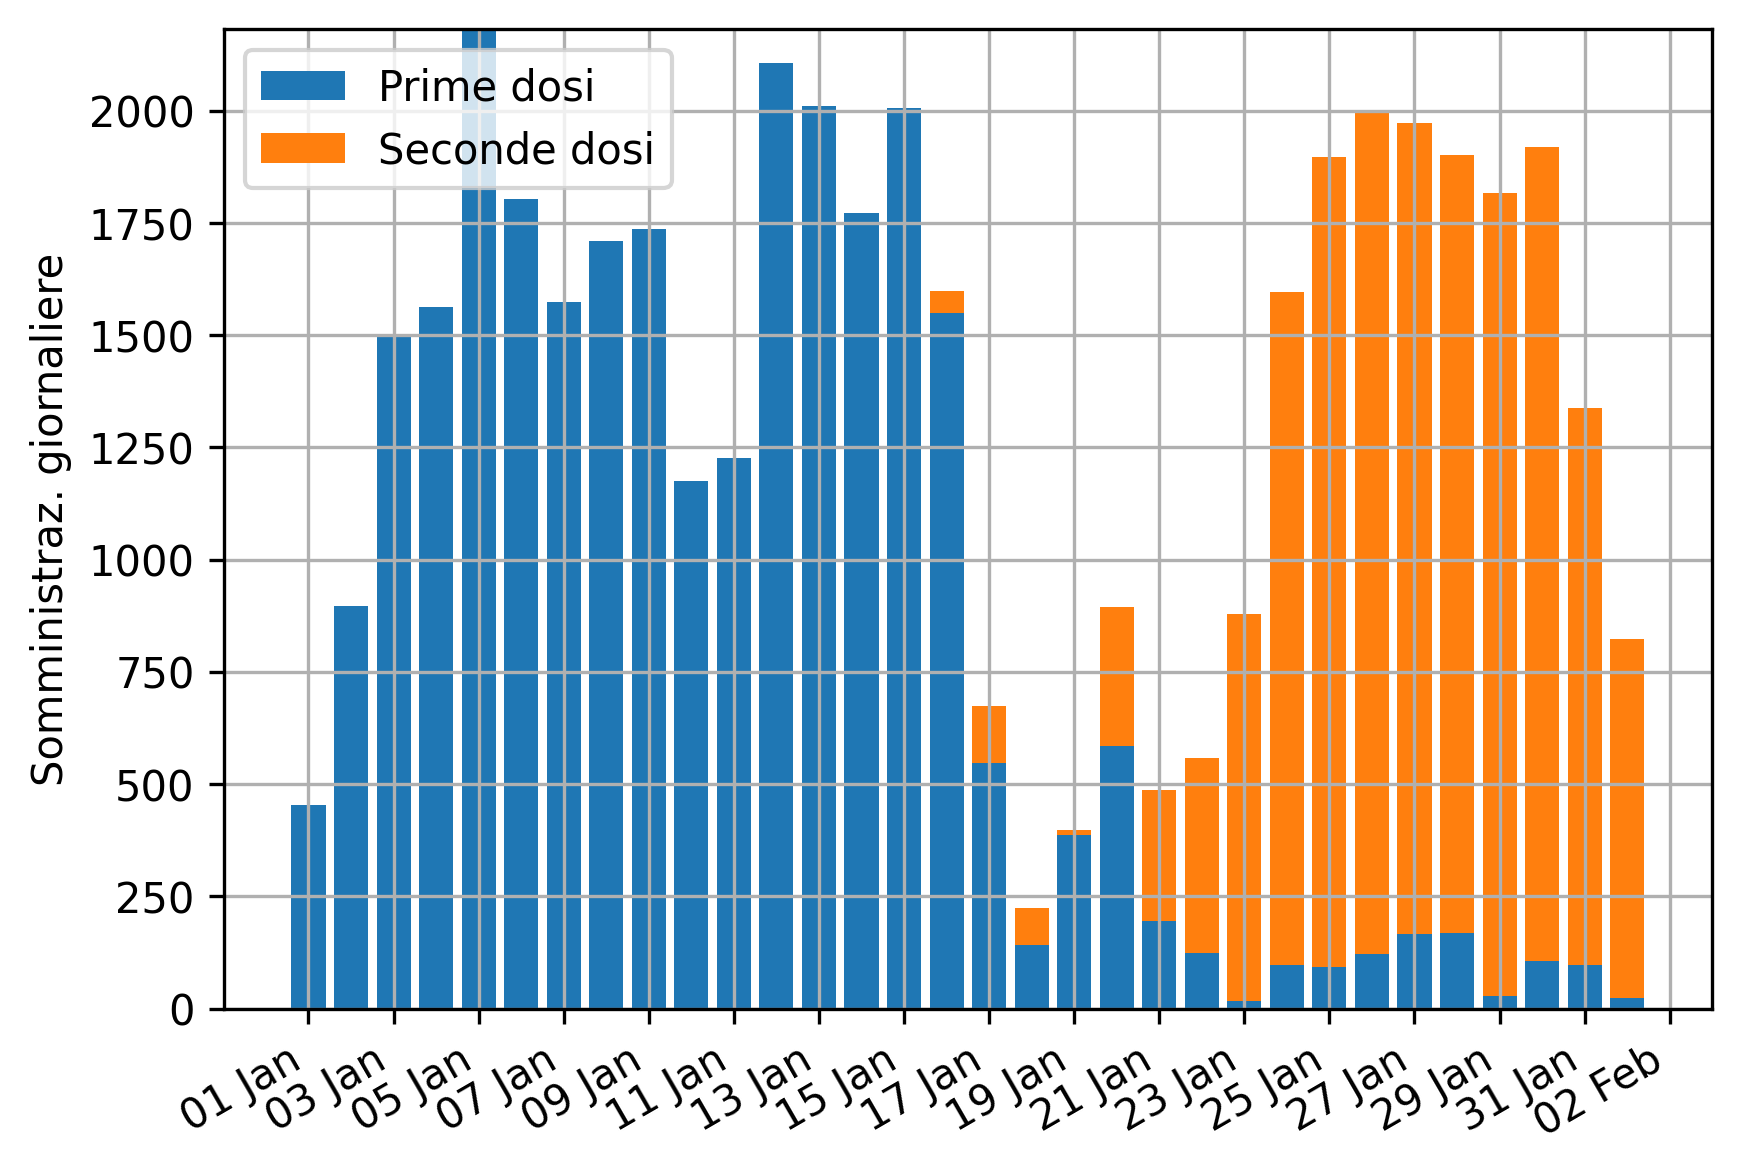 Prime dosi
Seconde dosi
Somministraz. giornaliere
2000
1750
1500
1250
1000
750
500
250
0
01 Jan
03 Jan
05 Jan
07 Jan
09 Jan
11 Jan
13 Jan
15 Jan
17 Jan
19 Jan
21 Jan
23 Jan
25 Jan
27 Jan
29 Jan
31 Jan
02 Feb